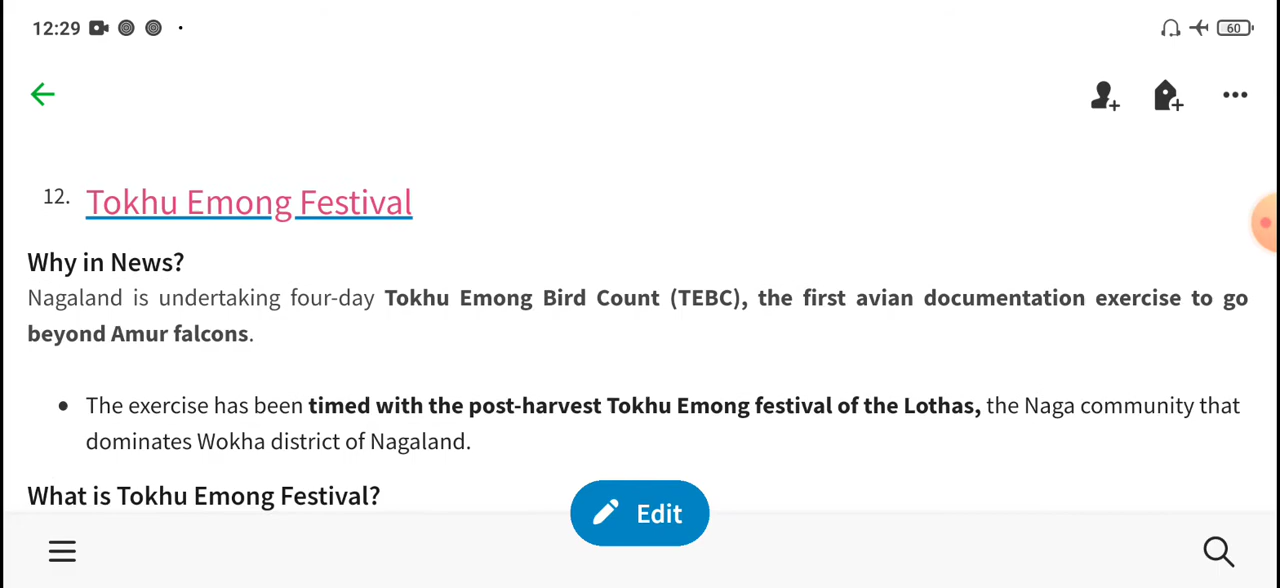 12:29
60
12. Tokhu Emong Festival
Why in News?
Nagaland is undertaking four-day Tokhu Emong Bird Count (TEBC), the first avian documentation exercise to go
beyond Amur falcons.
• The exercise has been timed with the post-harvest Tokhu Emong festival of the Lothas, the Naga community that
dominates Wokha district of Nagaland.
What is Tokhu Emong Festival?
Edit